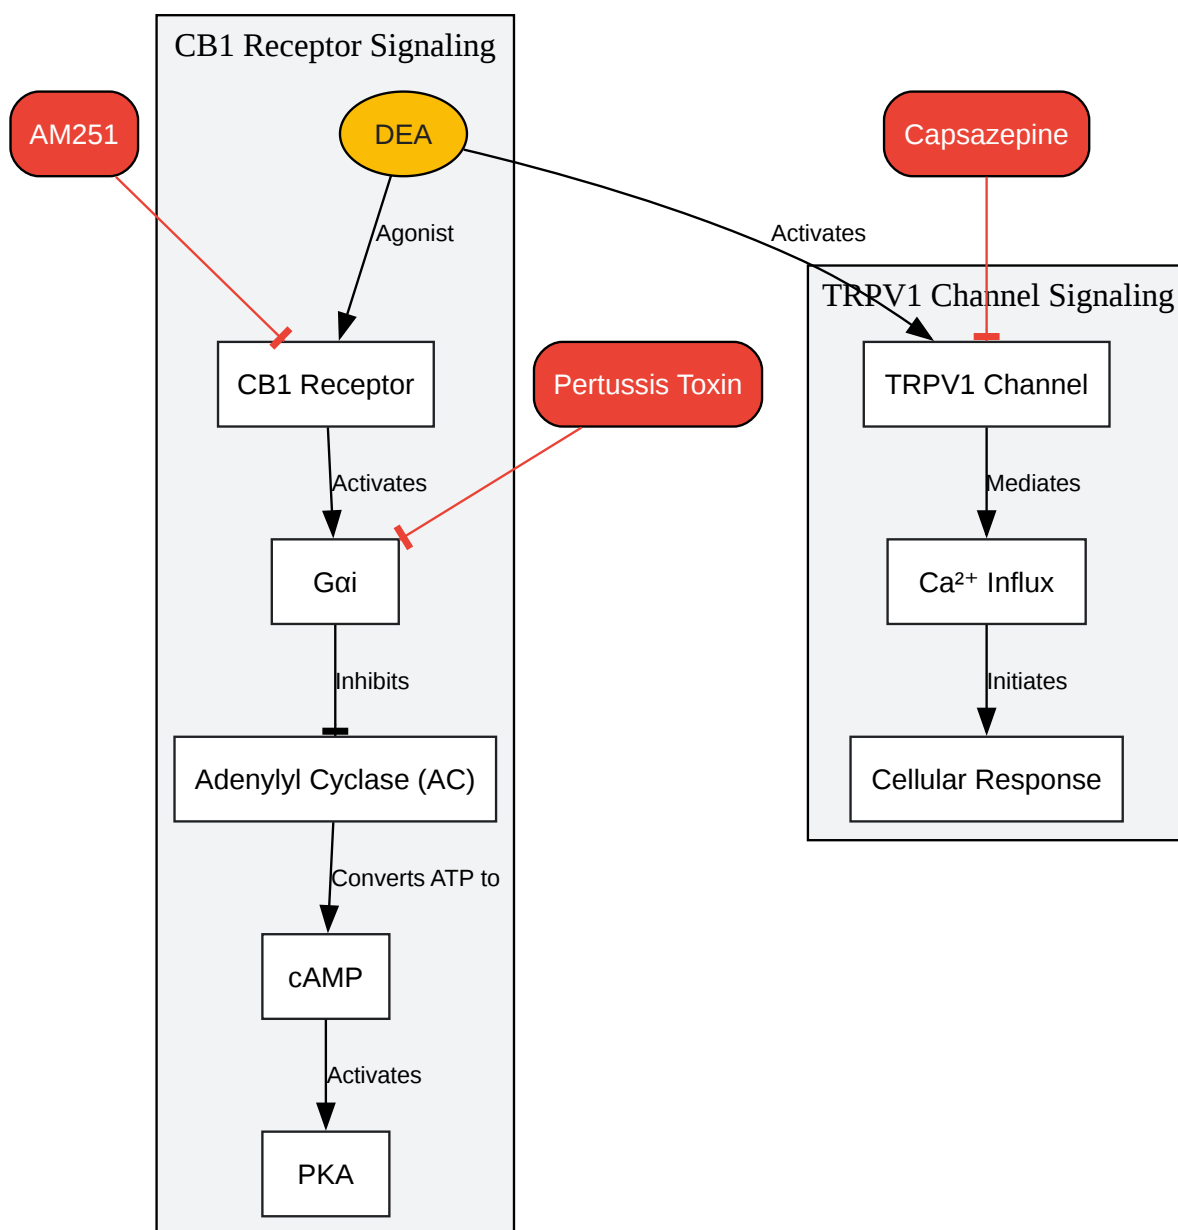 CB1 Receptor Signaling
AM251
DEA
Capsazepine
Agonist
Activates
TRPV1 Channel Signaling
CB1 Receptor
Pertussis Toxin
TRPV1 Channel
Activates
Mediates
Gαi
Ca²⁺ Influx
Inhibits
Initiates
Adenylyl Cyclase (AC)
Cellular Response
Converts ATP to
cAMP
Activates
PKA